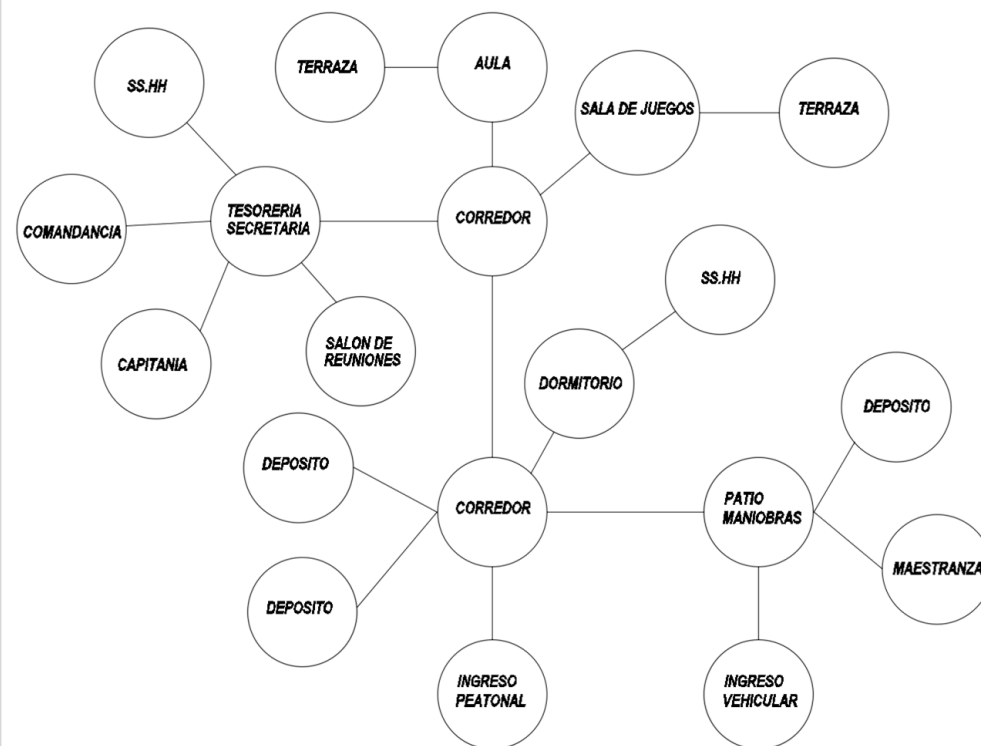 TERRAZA
AULA
SS.HH
SALA DE JUEGOS
TERRAZA
TESORERIA
SECRETARIA
CORREDOR
COMANDANCIA
SS.HH
SALON DE
REUNIONES
CAPITANIA
DORMITORIO
DEPOSITO
DEPOSITO
CORREDOR
PATIO
MANIOBRAS
MAESTRANZA
DEPOSITO
INGRESO
PEATONAL
INGRESO
VEHICULAR